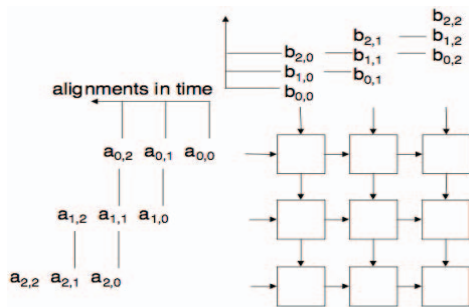 b2,2
b2,1 b1,2
b2,0 b1,1 b0,2
b1,0 b0,1
b0,0
alignments in time
a0,2 a0,1 a0,0
a1,2 a1,1 a1,0
a2,2 a2,1 a2,0